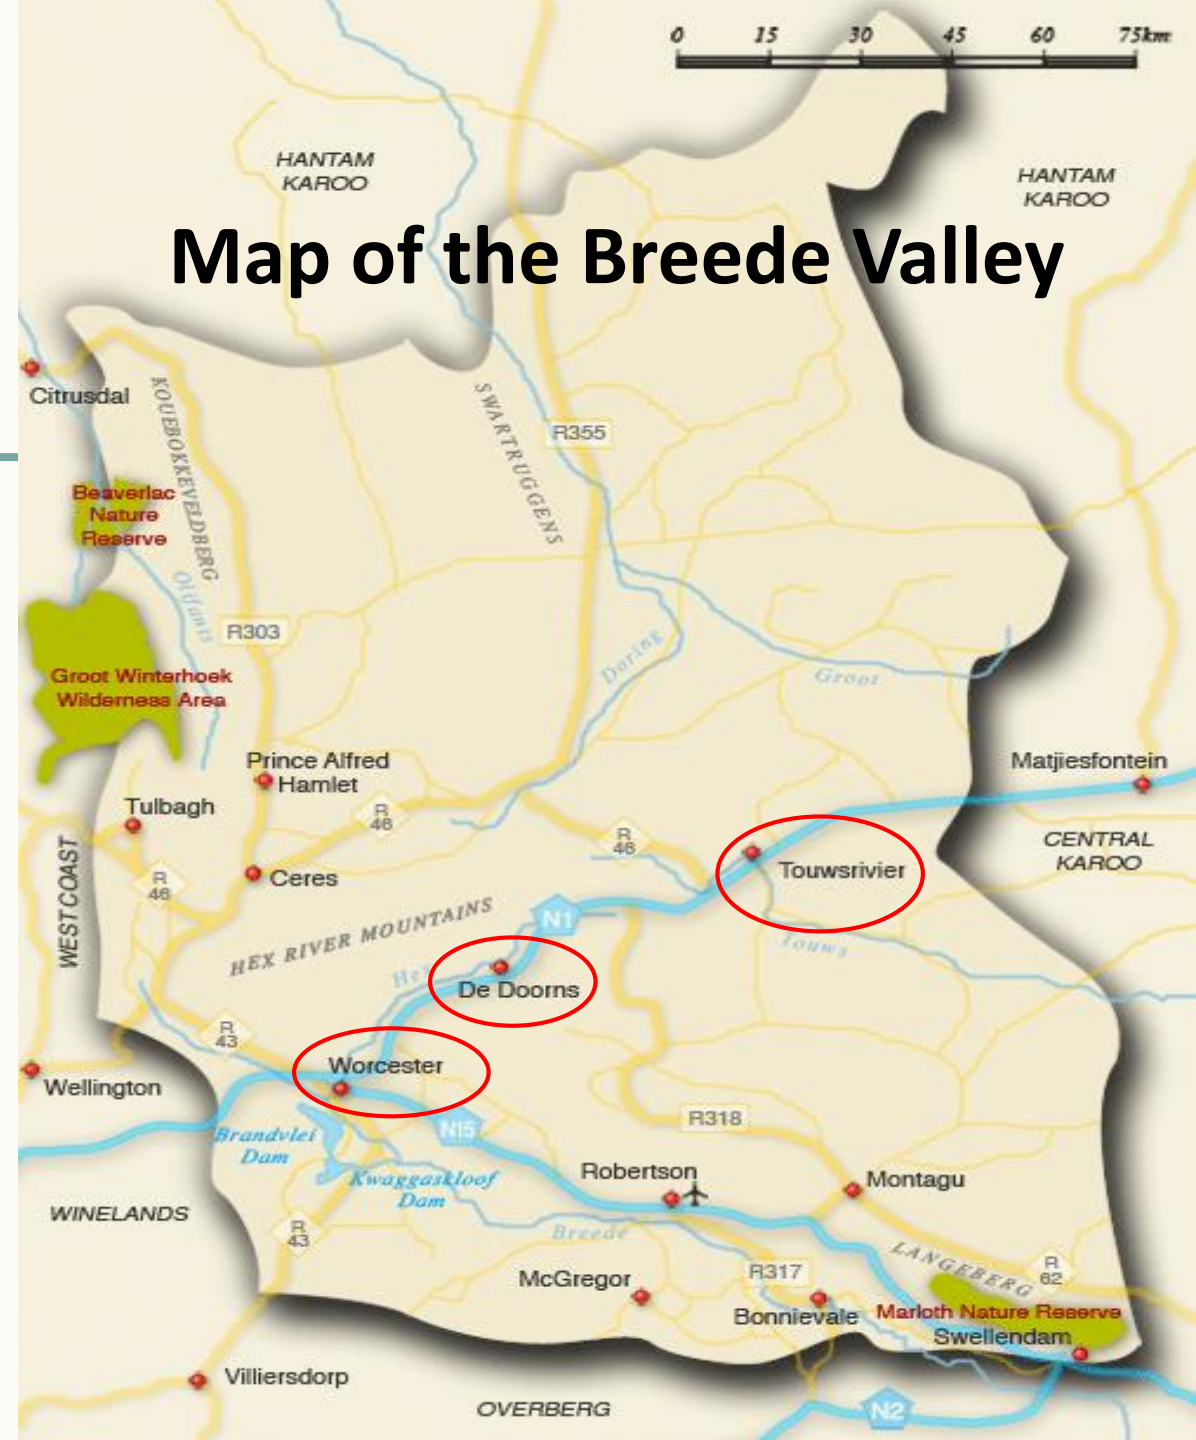 0 15 30 45 60 75km
HANTAM
KAROO
HANTAM
KAROO
Map of the Breede Valley
Citrusdal
KOUEBOKKEVELDBERG
SWARTRUGGENS
R355
Beaverlac
Nature
Reserve
Olifants
R303
Doring
Groot
Groot Winterhoek
Wilderness Area
Prince Alfred
Hamlet
Matjiesfontein
Tulbagh
R
46
R
46
CENTRAL
KAROO
WESTCOAST
R
46
Ceres
Touwsrivier
HEX RIVER MOUNTAINS
N1
Touws
Hex
De Doorns
R
43
Worcester
Wellington
Brandvlei
Dam
N15
R318
Kwaggaskloof
Dam
Robertson
Montagu
WINELANDS
R
43
Breede
LANGEBERG
R
62
McGregor
R317
Bonnievale
Marloth Nature Reserve
Swellendam
Villiersdorp
OVERBERG
N2